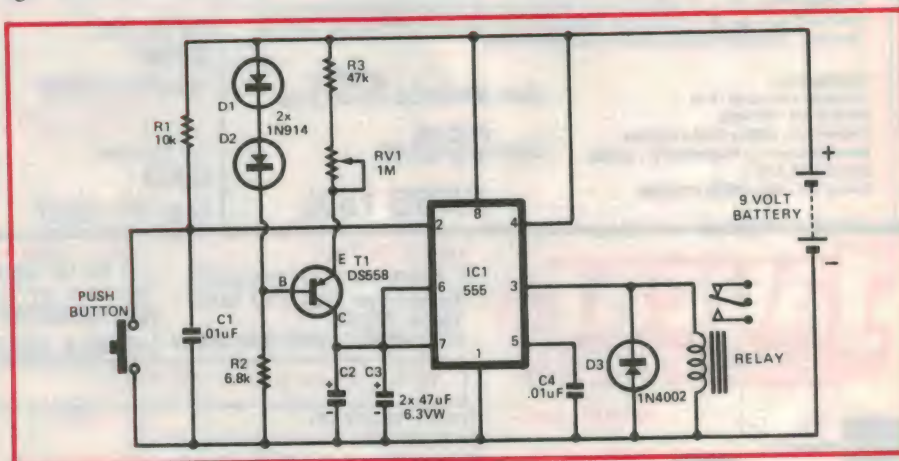 R1
10k
D1
2x
1N914
D2
R3
47k
RV1
1M
8
4
+
9 VOLT
BATTERY
−
2
E
T1
DS558
B
C
6
IC1
555
3
7
5
1
PUSH
BUTTON
C1
.01uF
R2
6.8k
C2
+
-
C3
+
-
2x 47uF
6.3VW
C4
.01uF
D3
1N4002
RELAY